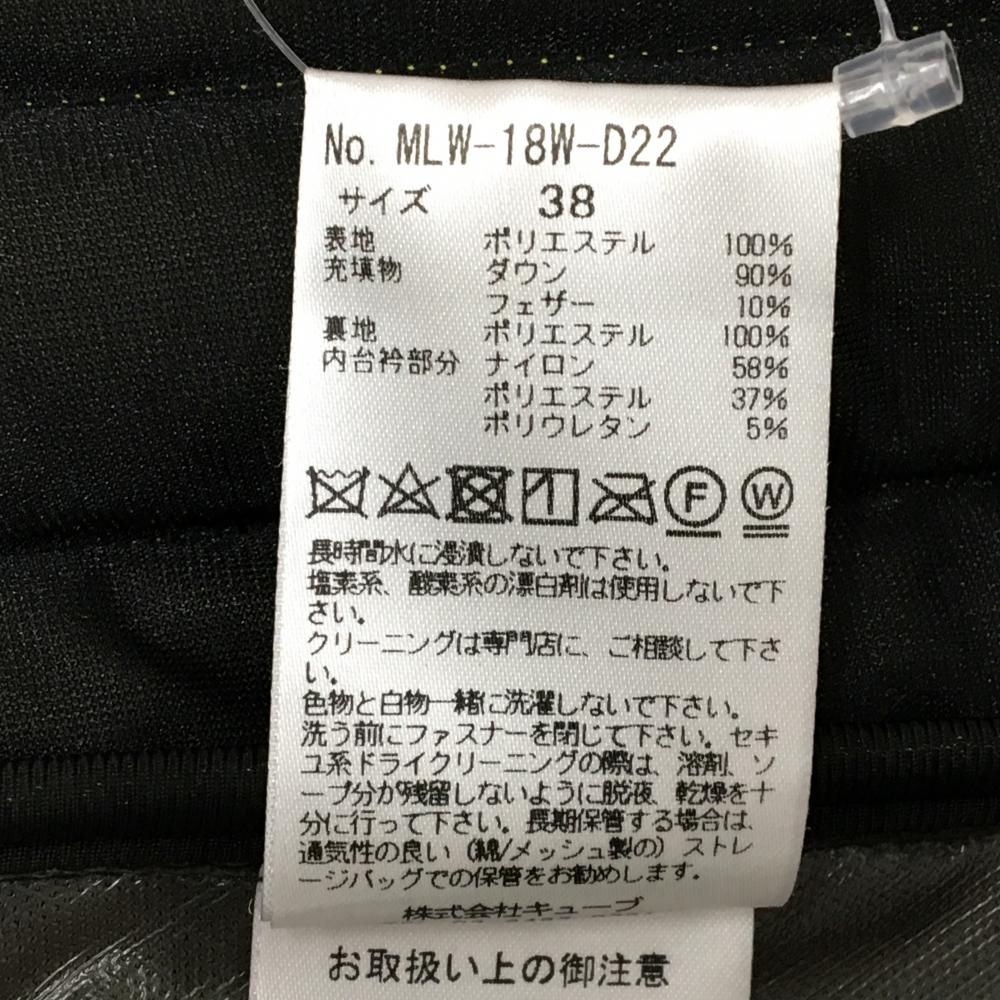 No. MLW-18W-D22
サイズ 38
表地 ポリエステル 100%
充填物 ダウン 90%
フェザー 10%
裏地 ポリエステル 100%
内台衿部分 ナイロン 58%
ポリエステル 37%
ポリウレタン 5%
F W
長時間水に浸漬しないで下さい。
塩素系、酸素系の漂白剤は使用しないで下
さい。
クリーニングは専門店に、ご相談して下さ
い。
色物と白物一緒に洗濯しないで下さい。
洗う前にファスナーを閉じて下さい。セキ
ユ系ドライクリーニングの際は、溶剤、ソ
ープ分が残留しないように脱液、乾燥を十
分に行って下さい。長期保管する場合は、
通気性の良い（綿/メッシュ製の）ストレ
ージバッグでの保管をお勧めします。
株式会社キューブ
お取扱い上の御注意